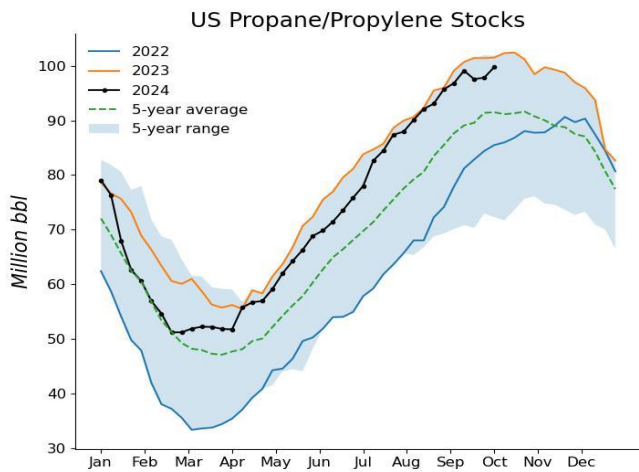 US Propane/Propylene Stocks
2022
2023
2024
5-year average
5-year range
Million bbl
100
90
80
70
60
50
40
30
Jan Feb Mar Apr May Jun Jul Aug Sep Oct Nov Dec